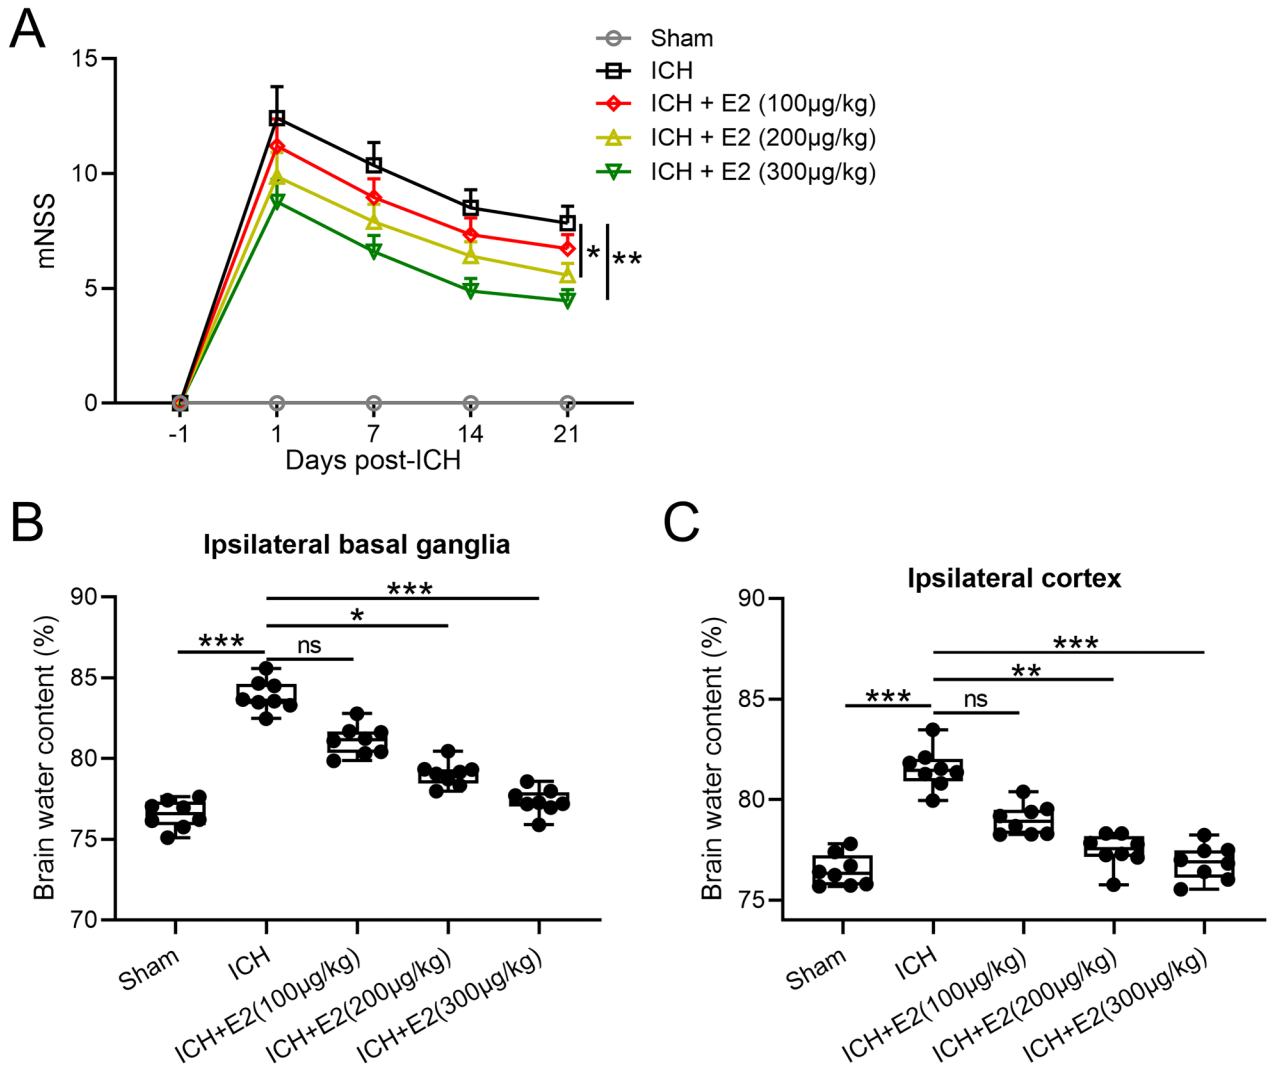 A
Sham
ICH
ICH + E2 (100µg/kg)
ICH + E2 (200µg/kg)
ICH + E2 (300µg/kg)
15
10
5
0
mNSS
* **
-1 1 7 14 21
Days post-ICH
B
Ipsilateral basal ganglia
90
85
80
75
70
Brain water content (%)
***
*
*** ns
Sham
ICH
ICH+E2(100µg/kg)
ICH+E2(200µg/kg)
ICH+E2(300µg/kg)
C
Ipsilateral cortex
90
85
80
75
Brain water content (%)
***
**
*** ns
Sham
ICH
ICH+E2(100µg/kg)
ICH+E2(200µg/kg)
ICH+E2(300µg/kg)